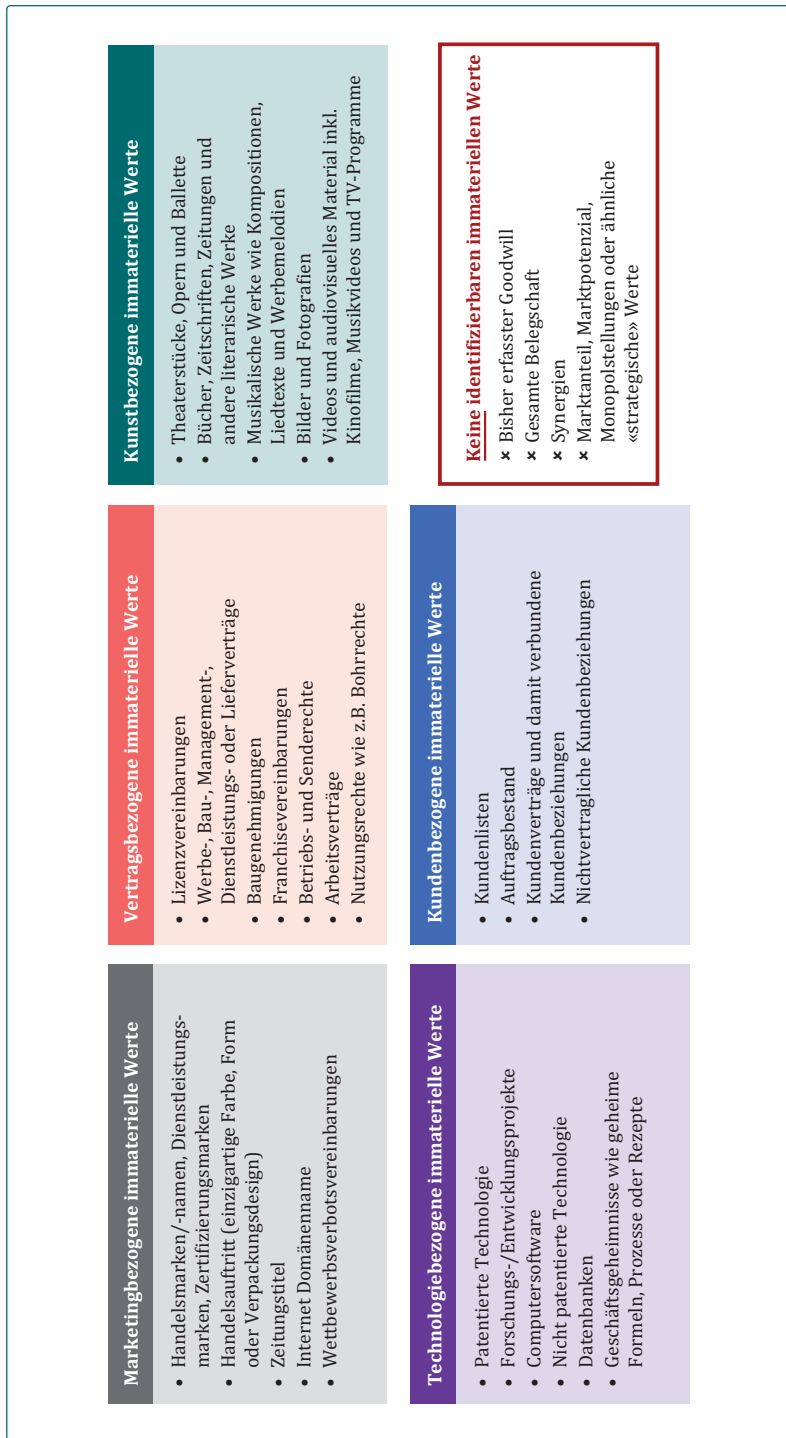 Marketingbezogene immaterielle Werte
• Handelsmarken/-namen, Dienstleistungs-
marken, Zertifizierungsmarken
• Handelsauftritt (einzigartige Farbe, Form
oder Verpackungsdesign)
• Zeitungstitel
• Internet Domänenname
• Wettbewerbsverbotsvereinbarungen
Vertragsbezogene immaterielle Werte
• Lizenzvereinbarungen
• Werbe-, Bau-, Management-,
Dienstleistungs- oder Lieferverträge
• Baugenehmigungen
• Franchisevereinbarungen
• Betriebs- und Senderechte
• Arbeitsverträge
• Nutzungsrechte wie z.B. Bohrrechte
Kunstbezogene immaterielle Werte
• Theaterstücke, Opern und Ballette
• Bücher, Zeitschriften, Zeitungen und
andere literarische Werke
• Musikalische Werke wie Kompositionen,
Liedtexte und Werbemelodien
• Bilder und Fotografien
• Videos und audiovisuelles Material inkl.
Kinofilme, Musikvideos und TV-Programme
Technologiebezogene immaterielle Werte
• Patentierte Technologie
• Forschungs-/Entwicklungsprojekte
• Computersoftware
• Nicht patentierte Technologie
• Datenbanken
• Geschäftsgeheimnisse wie geheime
Formeln, Prozesse oder Rezepte
Kundenbezogene immaterielle Werte
• Kundenlisten
• Auftragsbestand
• Kundenverträge und damit verbundene
Kundenbeziehungen
• Nichtvertragliche Kundenbeziehungen
Keine identifizierbaren immateriellen Werte
× Bisher erfasster Goodwill
× Gesamte Belegschaft
× Synergien
× Marktanteil, Marktpotenzial,
Monopolstellungen oder ähnliche
«strategische» Werte